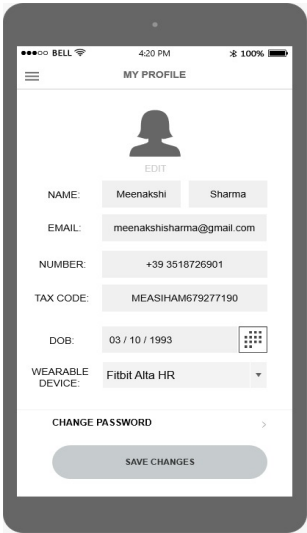 BELL 4:20 PM 100%
MY PROFILE
EDIT
NAME: Meenakshi Sharma
EMAIL: meenakshisharma@gmail.com
NUMBER: +39 3518726901
TAX CODE: MEASIHAM679277190
DOB: 03 / 10 / 1993
WEARABLE
DEVICE: Fitbit Alta HR
CHANGE PASSWORD >
SAVE CHANGES